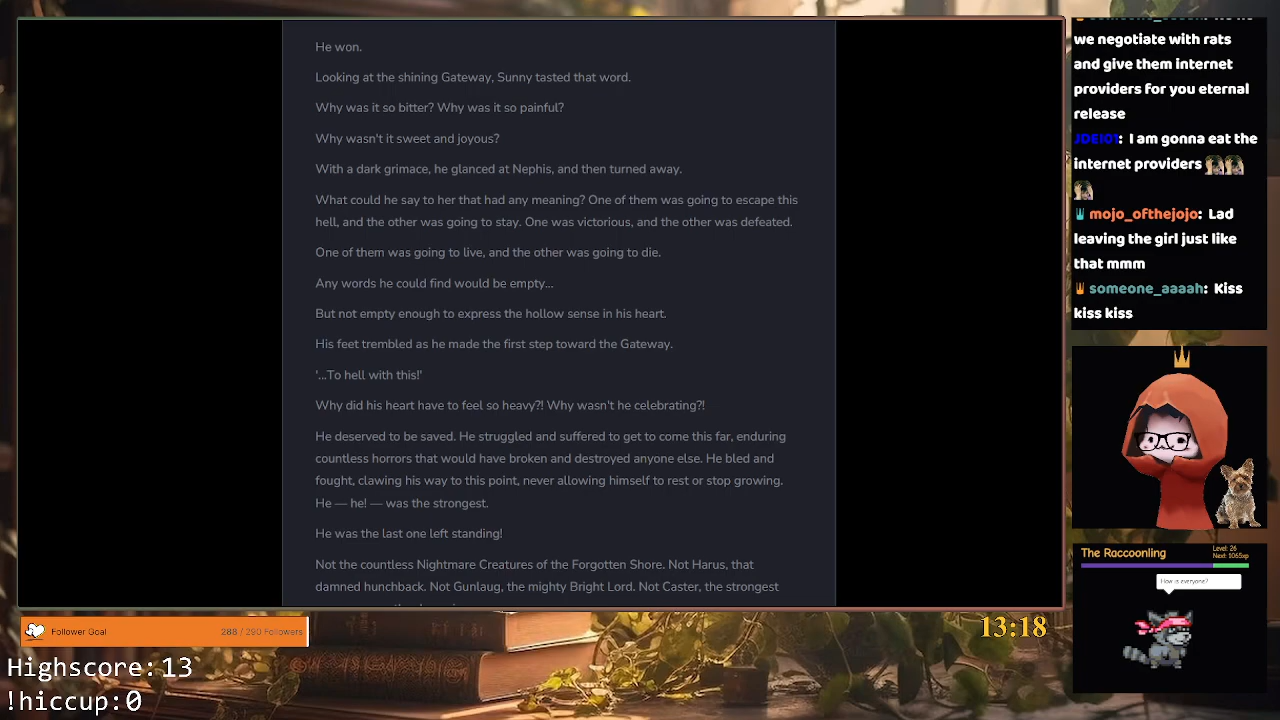 He won.
Looking at the shining Gateway, Sunny tasted that word.
Why was it so bitter? Why was it so painful?
Why wasn't it sweet and joyous?
With a dark grimace, he glanced at Nephis, and then turned away.
What could he say to her that had any meaning? One of them was going to escape this
hell, and the other was going to stay. One was victorious, and the other was defeated.
One of them was going to live, and the other was going to die.
Any words he could find would be empty...
But not empty enough to express the hollow sense in his heart.
His feet trembled as he made the first step toward the Gateway.
'...To hell with this!'
Why did his heart have to feel so heavy?! Why wasn't he celebrating?!
He deserved to be saved. He struggled and suffered to get to come this far, enduring
countless horrors that would have broken and destroyed anyone else. He bled and
fought, clawing his way to this point, never allowing himself to rest or stop growing.
He — he! — was the strongest.
He was the last one left standing!
Not the countless Nightmare Creatures of the Forgotten Shore. Not Harus, that
damned hunchback. Not Gunlaug, the mighty Bright Lord. Not Caster, the strongest
we negotiate with rats
and give them internet
providers for you eternal
release
JDEI01: I am gonna eat the
internet providers
mojo_ofthejojo: Lad
leaving the girl just like
that mmm
someone_aaaah: Kiss
kiss kiss
The Raccoonling
Level: 26
Next: 1065xp
How is everyone?
Follower Goal
288 / 290 Followers
13:18
Highscore:13
!hiccup:0